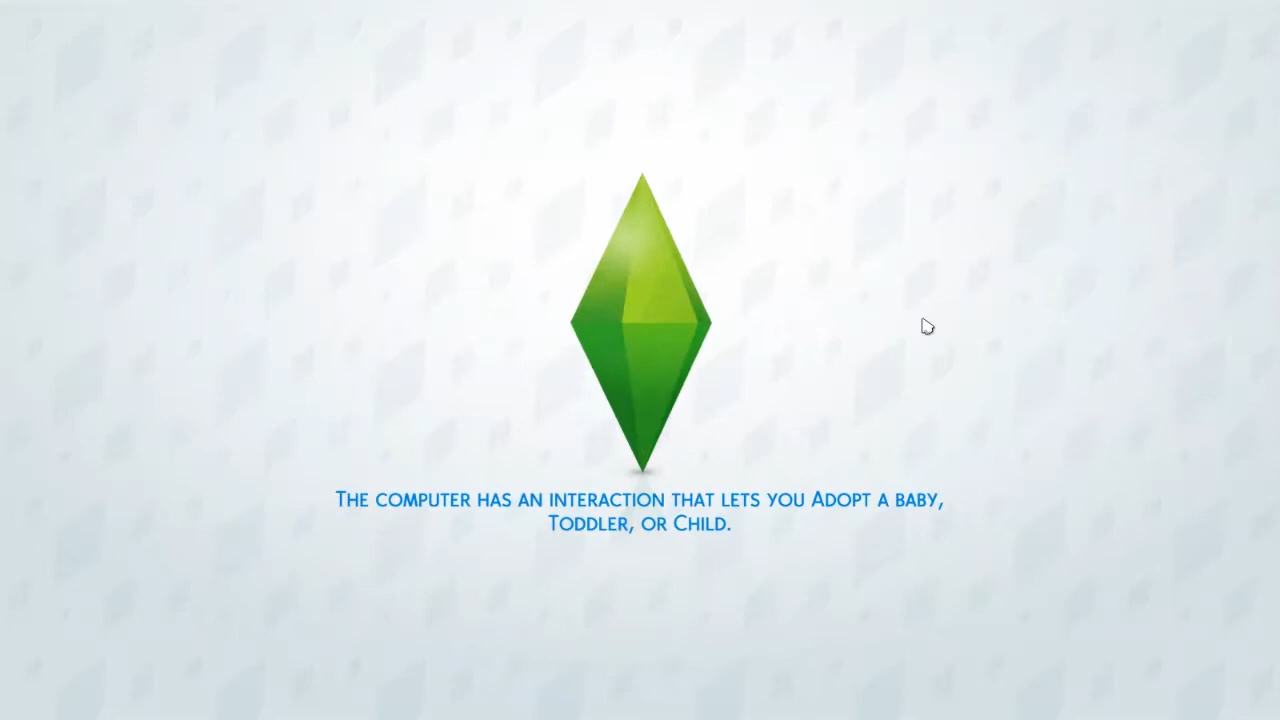 The computer has an interaction that lets you Adopt a baby,
Toddler, or Child.